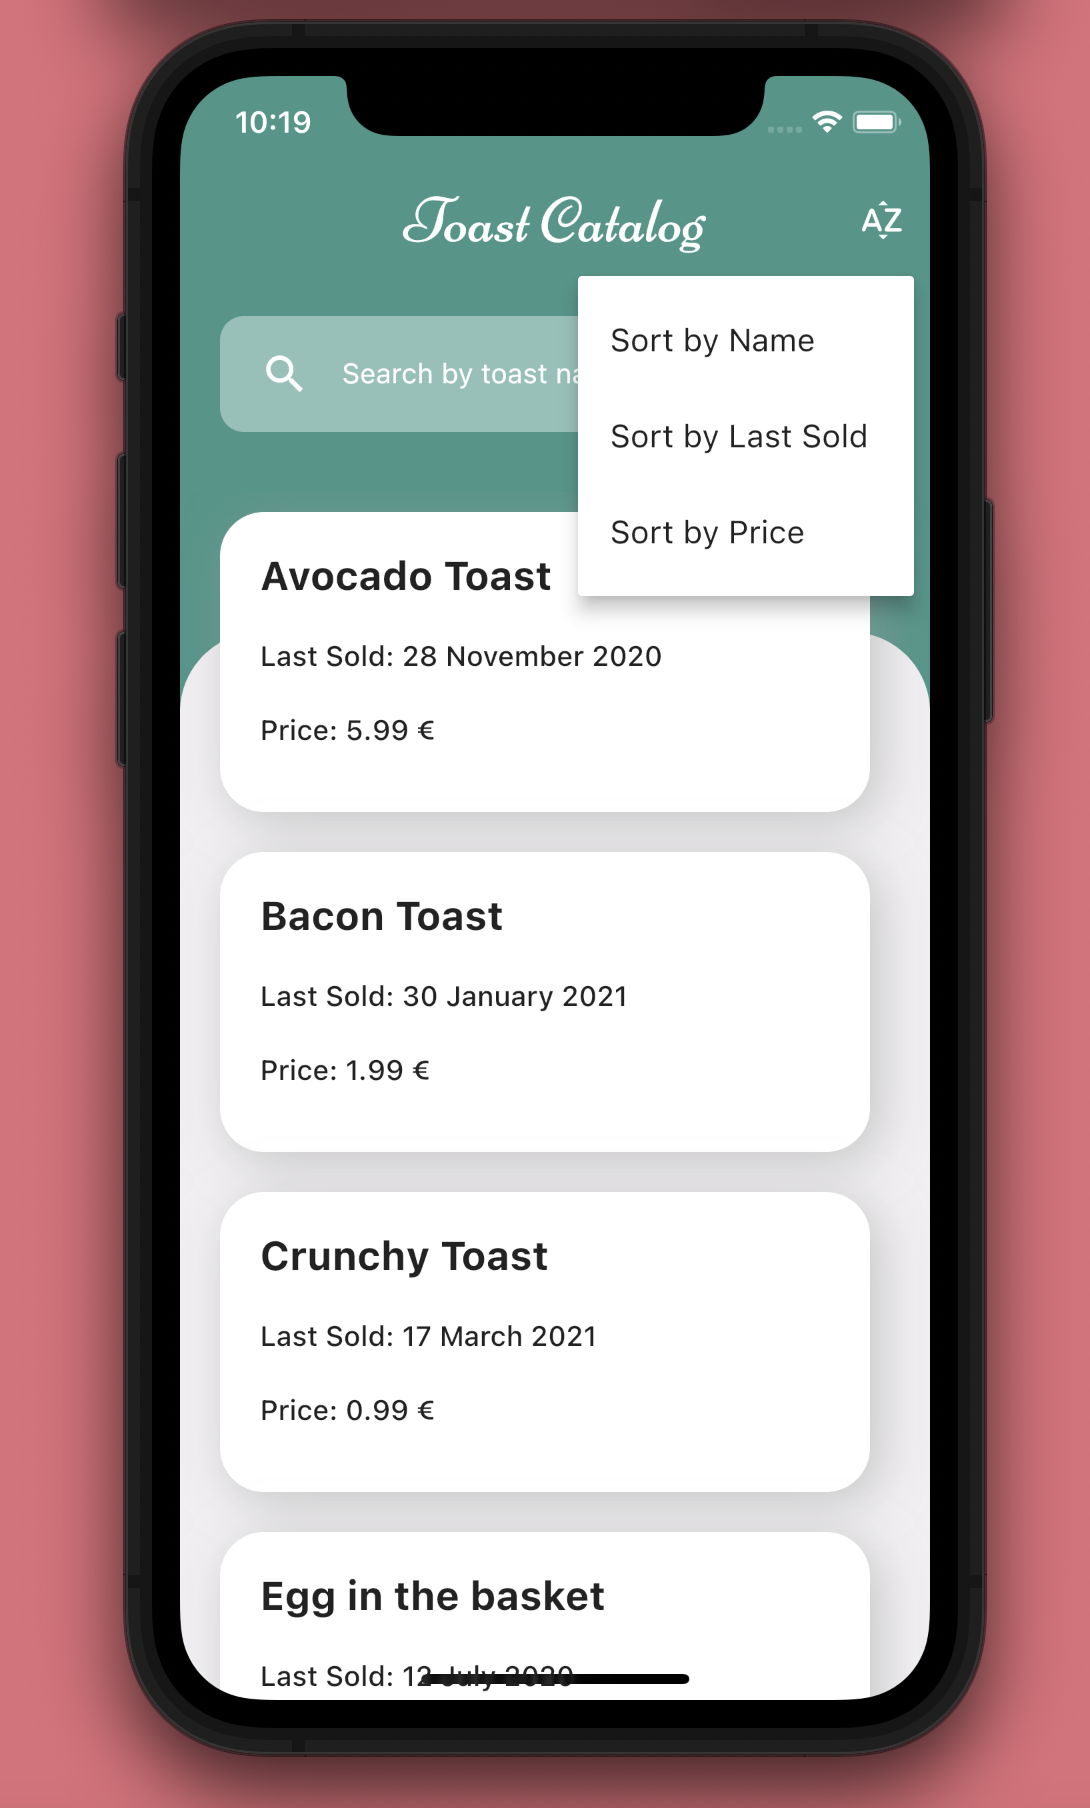 10:19
Toast Catalog
AZ
Search by toast na
Sort by Name
Sort by Last Sold
Sort by Price
Avocado Toast
Last Sold: 28 November 2020
Price: 5.99 €
Bacon Toast
Last Sold: 30 January 2021
Price: 1.99 €
Crunchy Toast
Last Sold: 17 March 2021
Price: 0.99 €
Egg in the basket
Last Sold: 12 July 2020